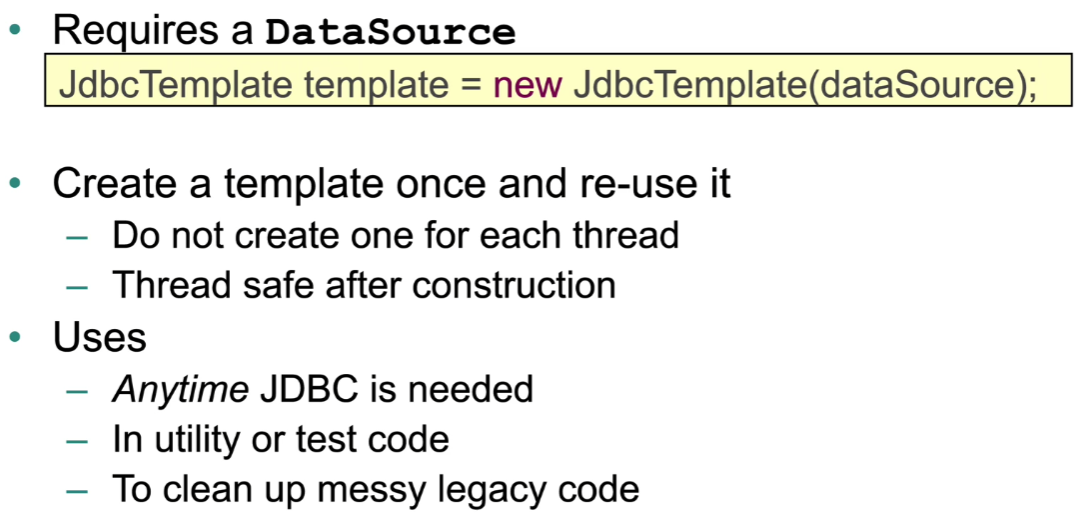 • Requires a DataSource
JdbcTemplate template = new JdbcTemplate(dataSource);
• Create a template once and re-use it
– Do not create one for each thread
– Thread safe after construction
• Uses
– Anytime JDBC is needed
– In utility or test code
– To clean up messy legacy code